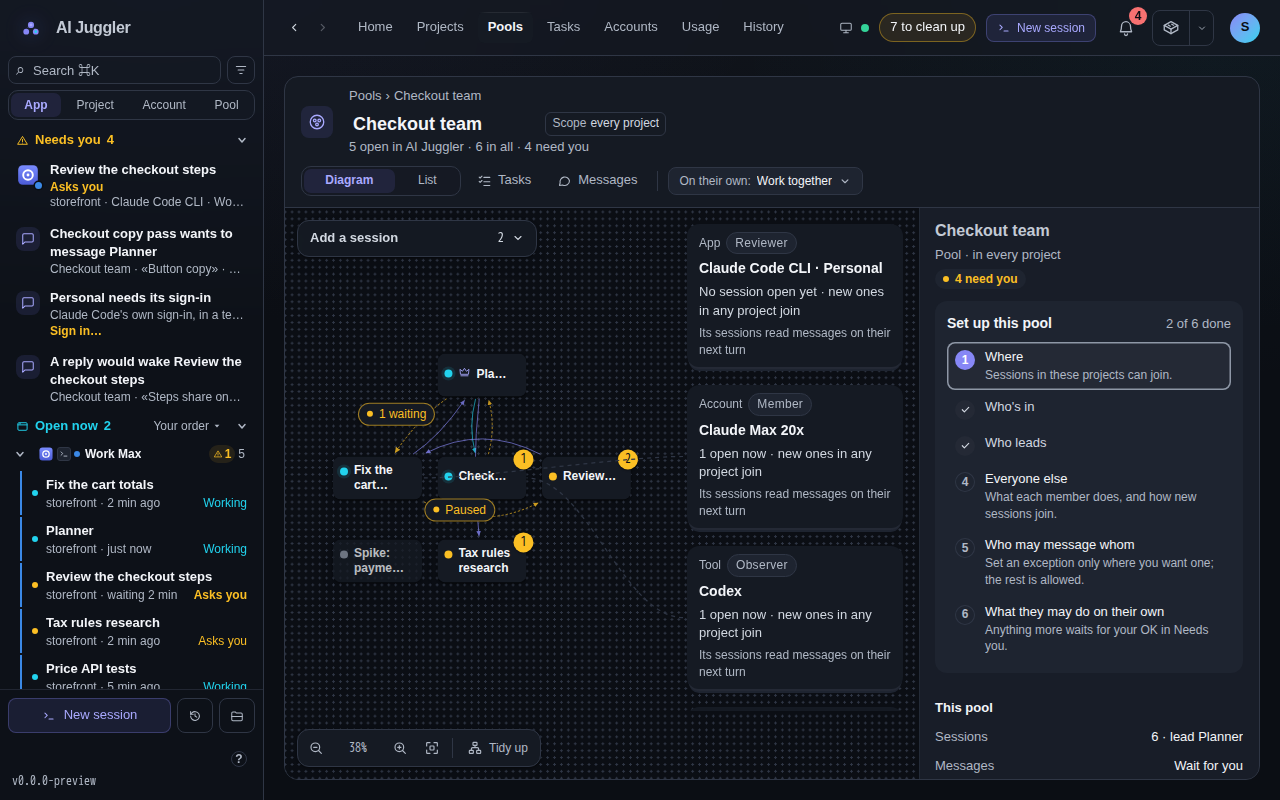 AI Juggler
Search ⌘K
App
Project
Account
Pool
Needs you 4
Review the checkout steps
Asks you
storefront · Claude Code CLI · Wo…
Checkout copy pass wants to
message Planner
Checkout team · «Button copy» · …
Personal needs its sign-in
Claude Code's own sign-in, in a te…
Sign in…
A reply would wake Review the
checkout steps
Checkout team · «Steps share on…
Open now 2
Your order
Work Max
1
5
Fix the cart totals
storefront · 2 min ago
Working
Planner
storefront · just now
Working
Review the checkout steps
storefront · waiting 2 min
Asks you
Tax rules research
storefront · 2 min ago
Asks you
Price API tests
storefront · 5 min ago
Working
New session
?
v0.0.0-preview
Home
Projects
Pools
Tasks
Accounts
Usage
History
7 to clean up
New session
4
S
Pools › Checkout team
Checkout team
Scope every project
5 open in AI Juggler · 6 in all · 4 need you
Diagram
List
Tasks
Messages
On their own: Work together
Add a session
2
Pla…
1 waiting
Fix the
cart…
Check…
1
Review…
2
Paused
Spike:
payme…
Tax rules
research
1
App
Reviewer
Claude Code CLI · Personal
No session open yet · new ones
in any project join
Its sessions read messages on their
next turn
Account
Member
Claude Max 20x
1 open now · new ones in any
project join
Its sessions read messages on their
next turn
Tool
Observer
Codex
1 open now · new ones in any
project join
Its sessions read messages on their
next turn
38%
Tidy up
Checkout team
Pool · in every project
4 need you
Set up this pool
2 of 6 done
1
Where
Sessions in these projects can join.
Who's in
Who leads
4
Everyone else
What each member does, and how new
sessions join.
5
Who may message whom
Set an exception only where you want one;
the rest is allowed.
6
What they may do on their own
Anything more waits for your OK in Needs
you.
This pool
Sessions
6 · lead Planner
Messages
Wait for you